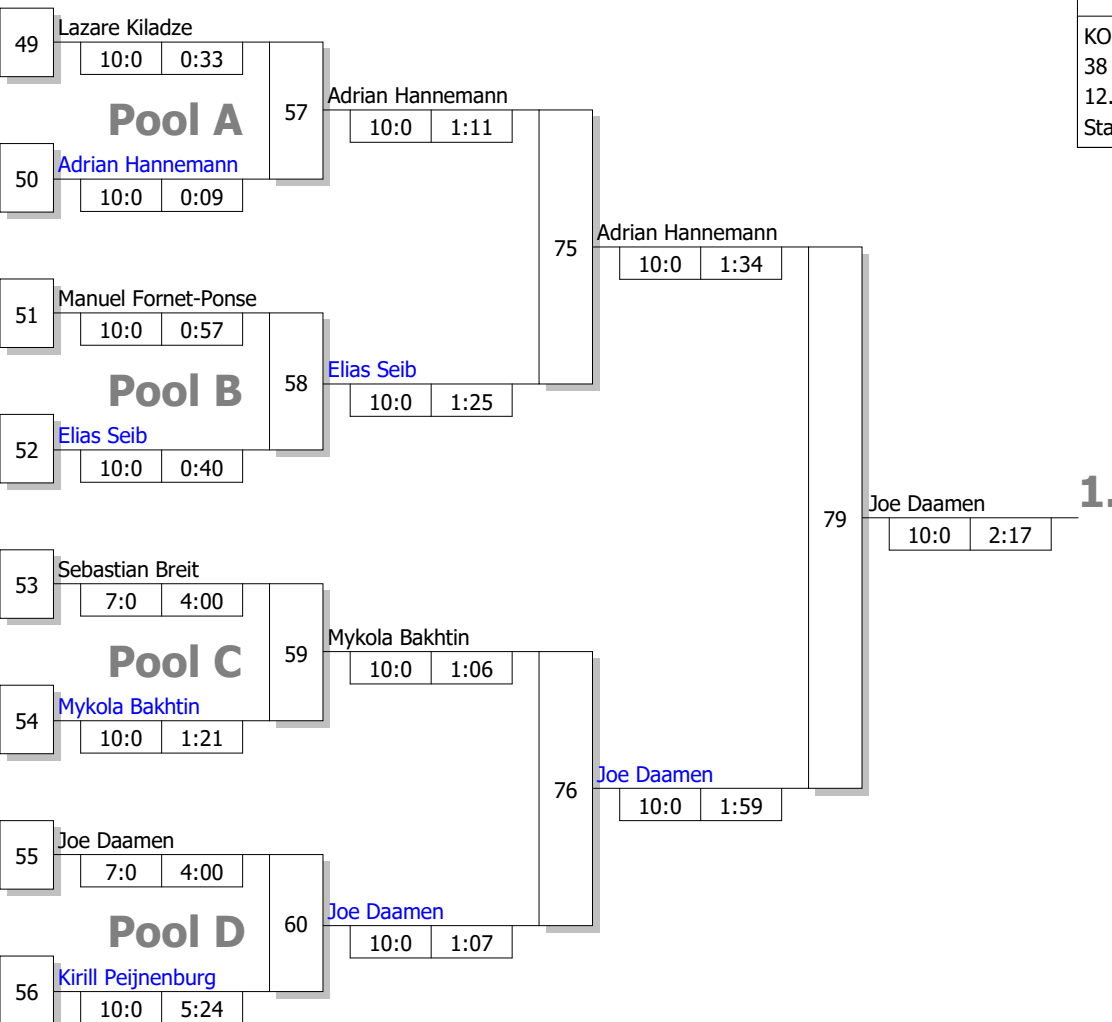 KO
38
12.
Sta
49
Lazare Kiladze
10:0 0:33
Pool A
57
Adrian Hannemann
10:0 1:11
50
Adrian Hannemann
10:0 0:09
75
Adrian Hannemann
10:0 1:34
51
Manuel Fornet-Ponse
10:0 0:57
Pool B
58
Elias Seib
10:0 1:25
52
Elias Seib
10:0 0:40
79
Joe Daamen
10:0 2:17
1.
53
Sebastian Breit
7:0 4:00
Pool C
59
Mykola Bakhtin
10:0 1:06
54
Mykola Bakhtin
10:0 1:21
76
Joe Daamen
10:0 1:59
55
Joe Daamen
7:0 4:00
Pool D
60
Joe Daamen
10:0 1:07
56
Kirill Peijnenburg
10:0 5:24